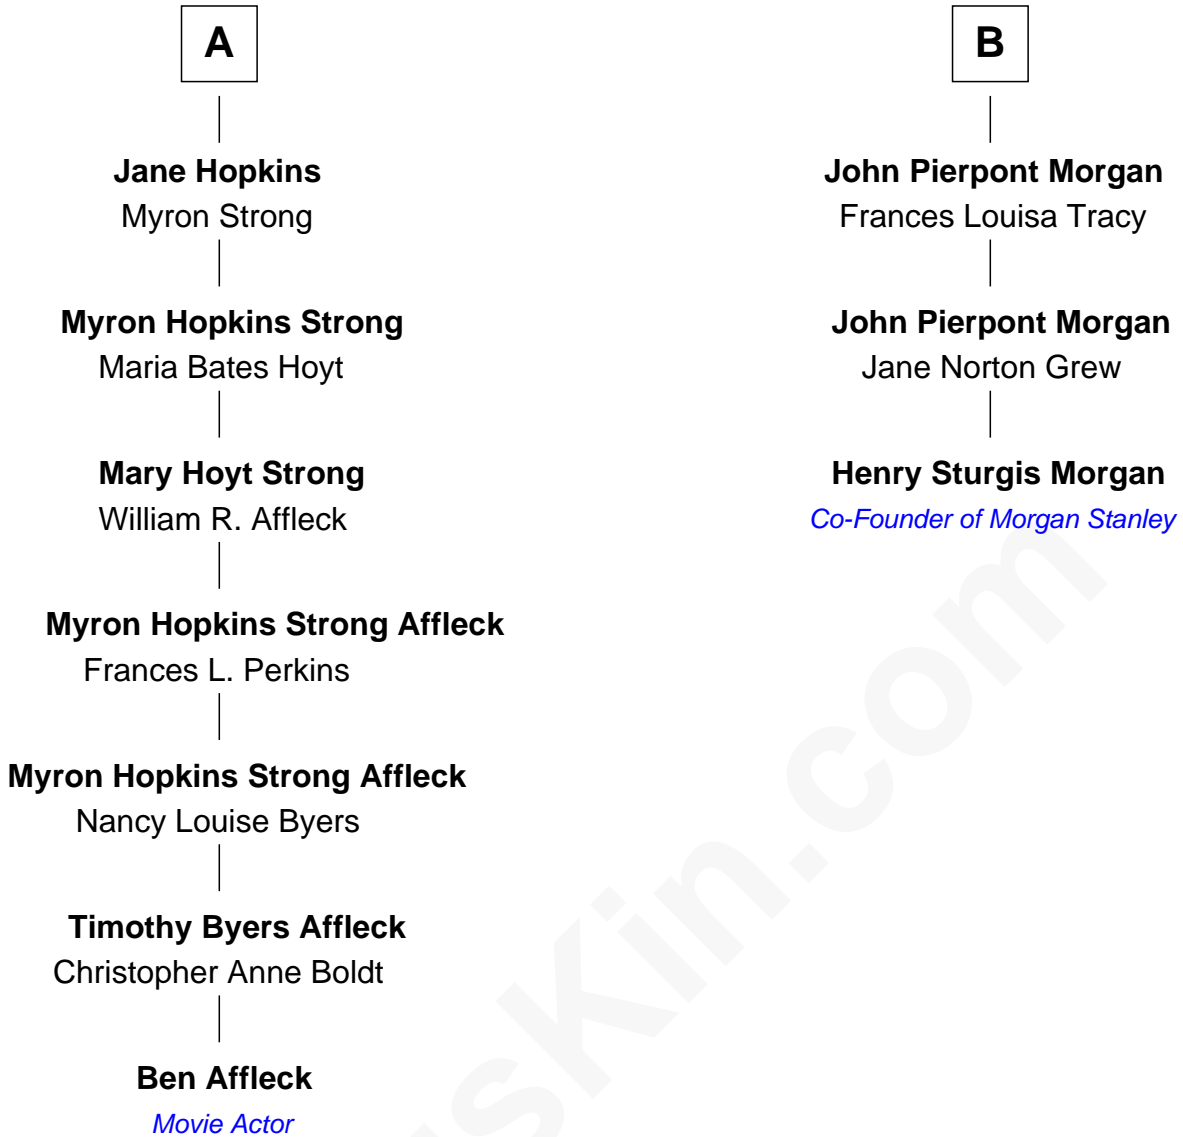 A
Jane Hopkins
Myron Strong
Myron Hopkins Strong
Maria Bates Hoyt
Mary Hoyt Strong
William R. Affleck
Myron Hopkins Strong Affleck
Frances L. Perkins
Myron Hopkins Strong Affleck
Nancy Louise Byers
Timothy Byers Affleck
Christopher Anne Boldt
Ben Affleck
Movie Actor
B
John Pierpont Morgan
Frances Louisa Tracy
John Pierpont Morgan
Jane Norton Grew
Henry Sturgis Morgan
Co-Founder of Morgan Stanley
sKin.com